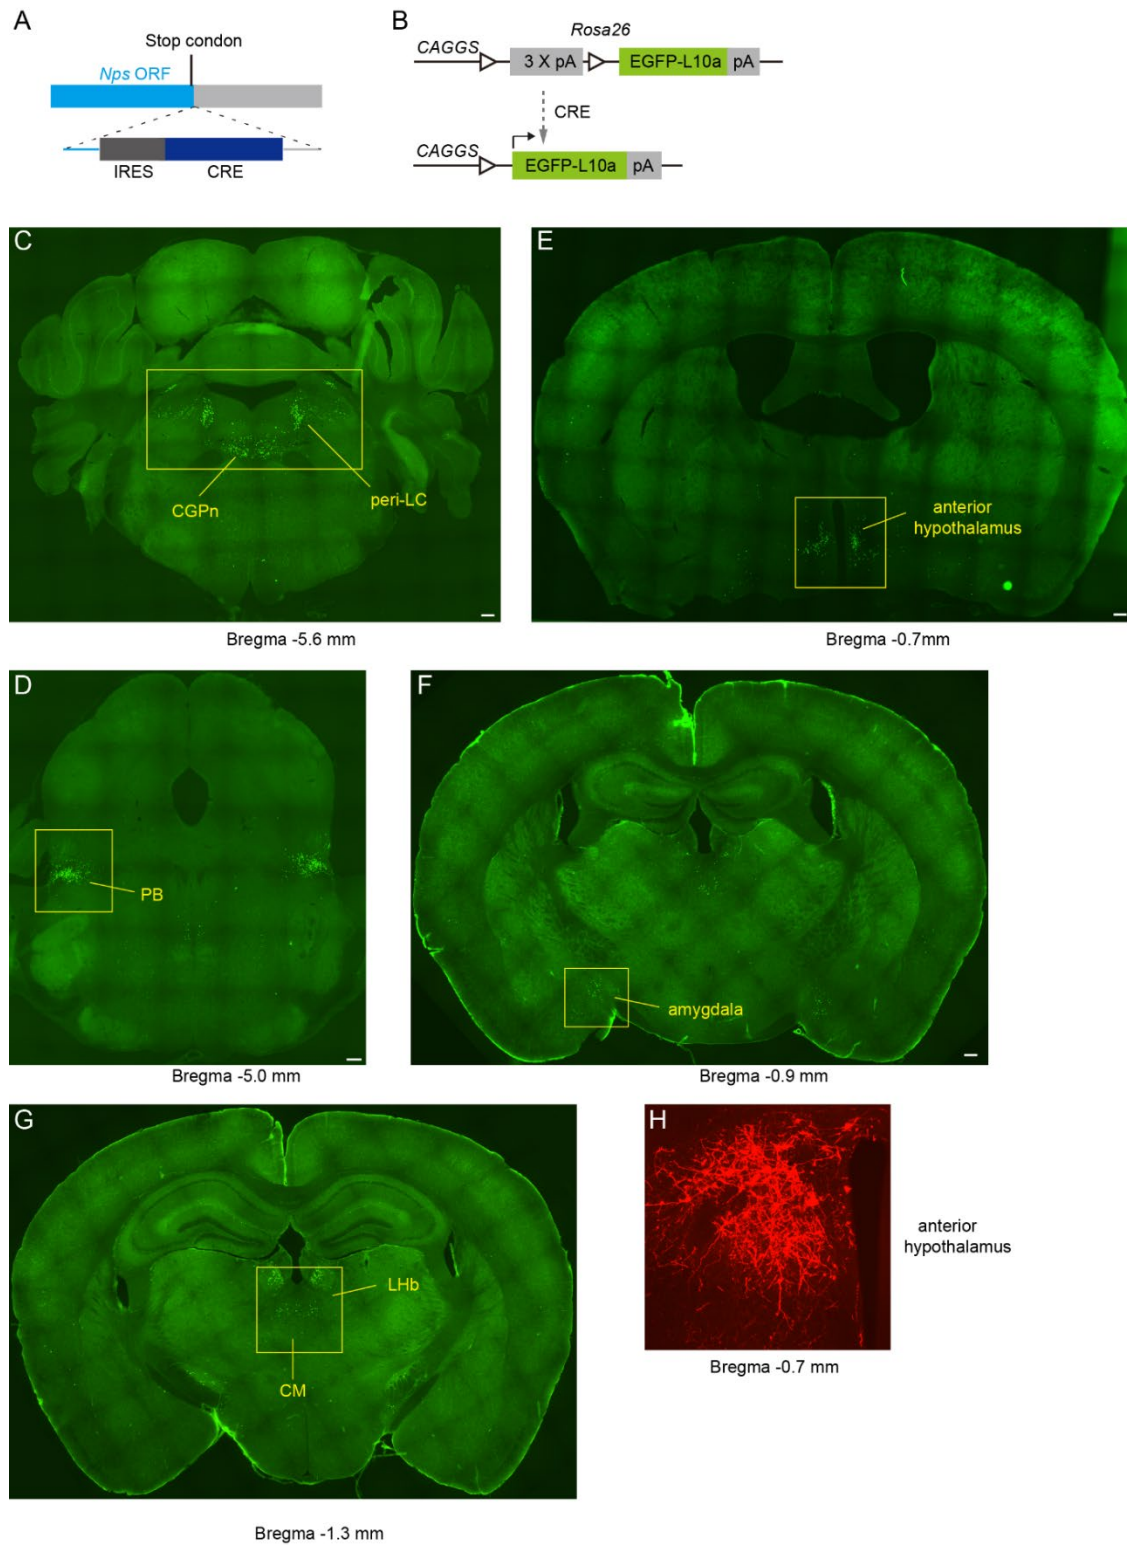 A
Stop condon
Nps ORF
IRES
CRE
B
Rosa26
CAGGS
3 X pA
EGFP-L10a
pA
CRE
CAGGS
EGFP-L10a
pA
C
CGPn
peri-LC
Bregma -5.6 mm
E
anterior
hypothalamus
Bregma -0.7mm
D
PB
Bregma -5.0 mm
F
amygdala
Bregma -0.9 mm
G
LHb
CM
Bregma -1.3 mm
H
anterior
hypothalamus
Bregma -0.7 mm